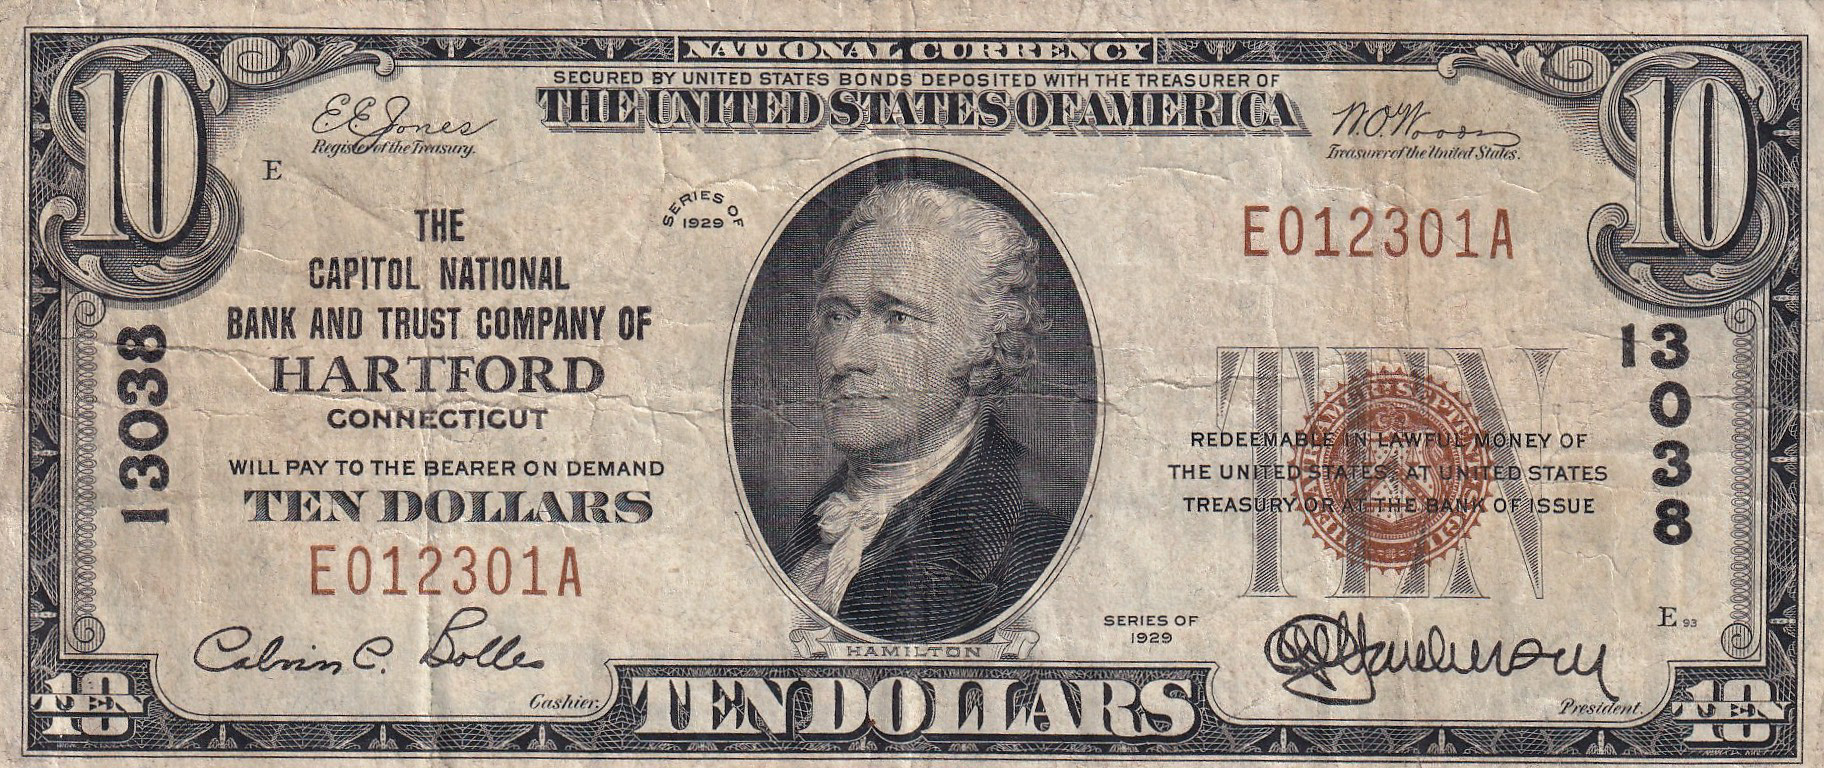 NATIONAL CURRENCY
SECURED BY UNITED STATES BONDS DEPOSITED WITH THE TREASURER OF
THE UNITED STATES OF AMERICA
10
10
E.E. Jones
Register of the Treasury.
W.O. Woods
Treasurer of the United States.
E
SERIES OF
1929
E012301A
THE
CAPITOL NATIONAL
BANK AND TRUST COMPANY OF
HARTFORD
CONNECTICUT
13038
13038
WILL PAY TO THE BEARER ON DEMAND
TEN DOLLARS
E012301A
TEN
REDEEMABLE IN LAWFUL MONEY OF
THE UNITED STATES AT UNITED STATES
TREASURY OR AT THE BANK OF ISSUE
SERIES OF
1929
E 93
Calvin C. Bolles
Cashier.
HAMILTON
President.
10 TEN
TEN DOLLARS
10 TEN